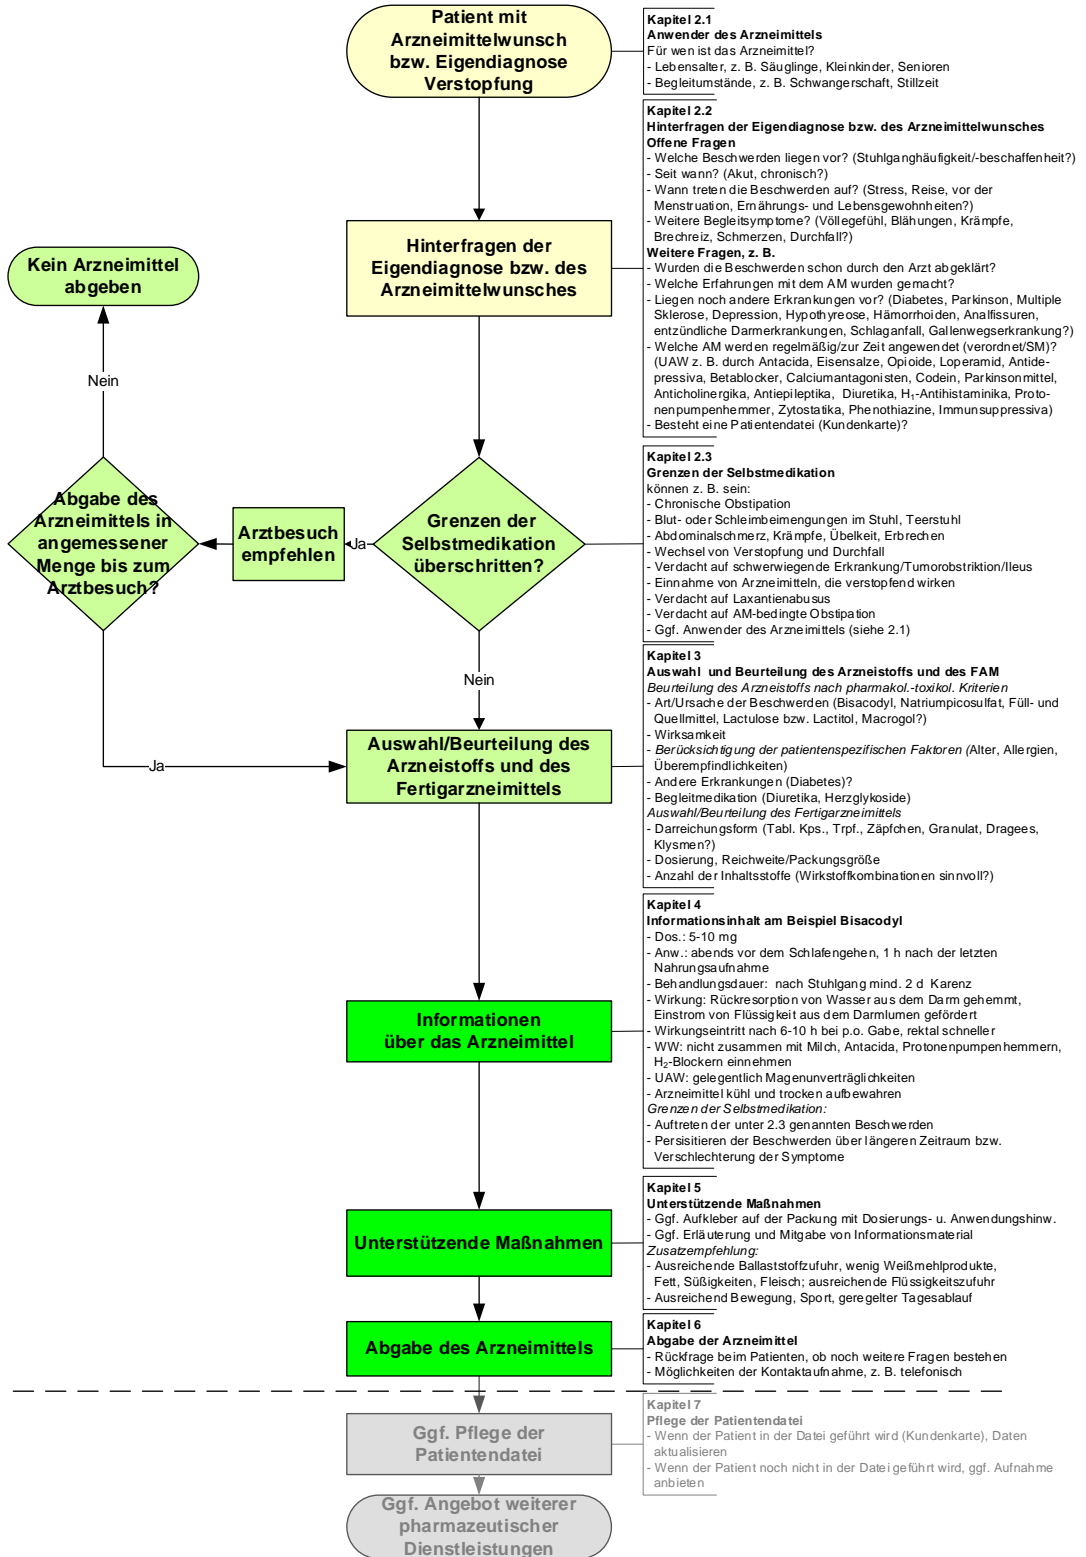 Patient mit
Arzneimittelwunsch
bzw. Eigendiagnose
Verstopfung
Kapitel 2.1
Anwender des Arzneimittels
Für wen ist das Arzneimittel?
- Lebensalter, z. B. Säuglinge, Kleinkinder, Senioren
- Begleitumstände, z. B. Schwangerschaft, Stillzeit
Hinterfragen der
Eigendiagnose bzw. des
Arzneimittelwunsches
Kapitel 2.2
Hinterfragen der Eigendiagnose bzw. des Arzneimittelwunsches
Offene Fragen
- Welche Beschwerden liegen vor? (Stuhlganghäufigkeit/-beschaffenheit?)
- Seit wann? (Akut, chronisch?)
- Wann treten die Beschwerden auf? (Stress, Reise, vor der
Menstruation, Ernährungs- und Lebensgewohnheiten?)
- Weitere Begleitsymptome? (Völlegefühl, Blähungen, Krämpfe,
Brechreiz, Schmerzen, Durchfall?)
Weitere Fragen, z. B.
- Wurden die Beschwerden schon durch den Arzt abgeklärt?
- Welche Erfahrungen mit dem AM wurden gemacht?
- Liegen noch andere Erkrankungen vor? (Diabetes, Parkinson, Multiple
Sklerose, Depression, Hypothyreose, Hämorrhoiden, Analfissuren,
entzündliche Darmerkrankungen, Schlaganfall, Gallenwegserkrankung?)
- Welche AM werden regelmäßig/zur Zeit angewendet (verordnet/SM)?
(UAW z. B. durch Antacida, Eisensalze, Opioide, Loperamid, Antide-
pressiva, Betablocker, Calciumantagonisten, Codein, Parkinsonmittel,
Anticholinergika, Antiepileptika, Diuretika, H₁-Antihistaminika, Proto-
nenpumpenhemmer, Zytostatika, Phenothiazine, Immunsuppressiva)
- Besteht eine Patientendatei (Kundenkarte)?
Kein Arzneimittel
abgeben
Nein
Abgabe des
Arzneimittels in
angemessener
Menge bis zum
Arztbesuch?
Arztbesuch
empfehlen
Ja
Grenzen der
Selbstmedikation
überschritten?
Kapitel 2.3
Grenzen der Selbstmedikation
können z. B. sein:
- Chronische Obstipation
- Blut- oder Schleimbeimengungen im Stuhl, Teerstuhl
- Abdominalschmerz, Krämpfe, Übelkeit, Erbrechen
- Wechsel von Verstopfung und Durchfall
- Verdacht auf schwerwiegende Erkrankung/Tumorobstriktion/Ileus
- Einnahme von Arzneimitteln, die verstopfend wirken
- Verdacht auf Laxantienabusus
- Verdacht auf AM-bedingte Obstipation
- Ggf. Anwender des Arzneimittels (siehe 2.1)
Nein
Ja
Auswahl/Beurteilung des
Arzneistoffs und des
Fertigarzneimittels
Kapitel 3
Auswahl und Beurteilung des Arzneistoffs und des FAM
Beurteilung des Arzneistoffs nach pharmakol.-toxikol. Kriterien
- Art/Ursache der Beschwerden (Bisacodyl, Natriumpicosulfat, Füll- und
Quellmittel, Lactulose bzw. Lactitol, Macrogol?)
- Wirksamkeit
- Berücksichtigung der patientenspezifischen Faktoren (Alter, Allergien,
Überempfindlichkeiten)
- Andere Erkrankungen (Diabetes)?
- Begleitmedikation (Diuretika, Herzglykoside)
Auswahl/Beurteilung des Fertigarzneimittels
- Darreichungsform (Tabl. Kps., Trpf., Zäpfchen, Granulat, Dragees,
Klysmen?)
- Dosierung, Reichweite/Packungsgröße
- Anzahl der Inhaltsstoffe (Wirkstoffkombinationen sinnvoll?)
Informationen
über das Arzneimittel
Kapitel 4
Informationsinhalt am Beispiel Bisacodyl
- Dos.: 5-10 mg
- Anw.: abends vor dem Schlafengehen, 1 h nach der letzten
Nahrungsaufnahme
- Behandlungsdauer: nach Stuhlgang mind. 2 d Karenz
- Wirkung: Rückresorption von Wasser aus dem Darm gehemmt,
Einstrom von Flüssigkeit aus dem Darmlumen gefördert
- Wirkungseintritt nach 6-10 h bei p.o. Gabe, rektal schneller
- WW: nicht zusammen mit Milch, Antacida, Protonenpumpenhemmern,
H₂-Blockern einnehmen
- UAW: gelegentlich Magenunverträglichkeiten
- Arzneimittel kühl und trocken aufbewahren
Grenzen der Selbstmedikation:
- Auftreten der unter 2.3 genannten Beschwerden
- Persisitieren der Beschwerden über längeren Zeitraum bzw.
Verschlechterung der Symptome
Unterstützende Maßnahmen
Kapitel 5
Unterstützende Maßnahmen
- Ggf. Aufkleber auf der Packung mit Dosierungs- u. Anwendungshinw.
- Ggf. Erläuterung und Mitgabe von Informationsmaterial
Zusatzempfehlung:
- Ausreichende Ballaststoffzufuhr, wenig Weißmehlprodukte,
Fett, Süßigkeiten, Fleisch; ausreichende Flüssigkeitszufuhr
- Ausreichend Bewegung, Sport, geregelter Tagesablauf
Abgabe des Arzneimittels
Kapitel 6
Abgabe der Arzneimittel
- Rückfrage beim Patienten, ob noch weitere Fragen bestehen
- Möglichkeiten der Kontaktaufnahme, z. B. telefonisch
Ggf. Pflege der
Patientendatei
Kapitel 7
Pflege der Patientendatei
- Wenn der Patient in der Datei geführt wird (Kundenkarte), Daten
aktualisieren
- Wenn der Patient noch nicht in der Datei geführt wird, ggf. Aufnahme
anbieten
Ggf. Angebot weiterer
pharmazeutischer
Dienstleistungen